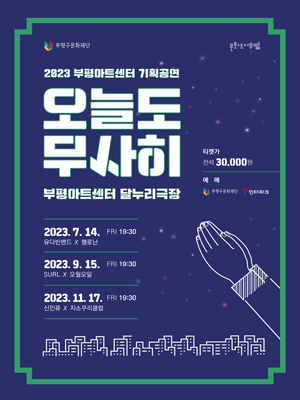 부평구문화재단
2023 부평아트센터 기획공연
오늘도
무사히
부평아트센터 달누리극장
티켓가
전석 30,000원
예 매
부평구문화재단 인터파크
2023. 7. 14. FRI 19:30
유다빈밴드 X 행로난
2023. 9. 15. FRI 19:30
SURL X 오월오일
2023. 11. 17. FRI 19:30
신인류 X 지소쿠리클럽